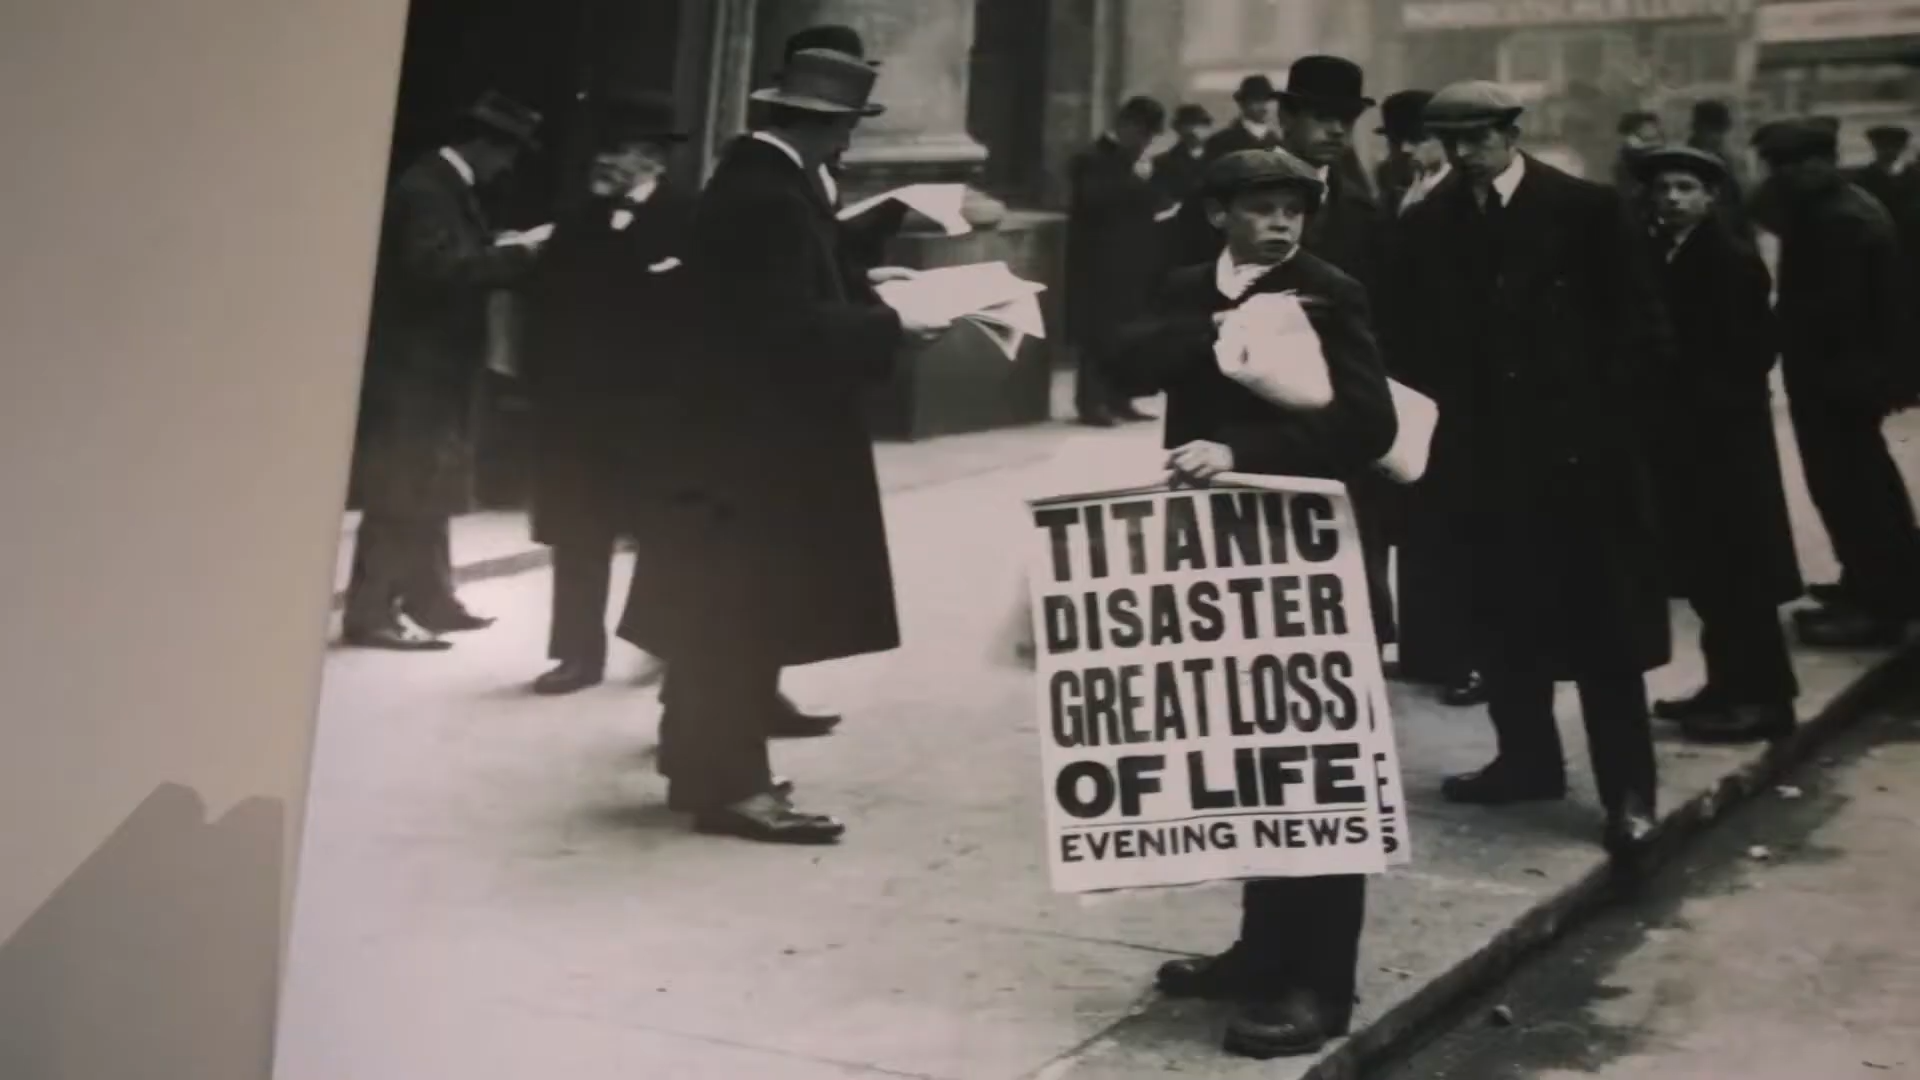 TITANIC
DISASTER
GREAT LOSS
OF LIFE
EVENING NEWS
E
S